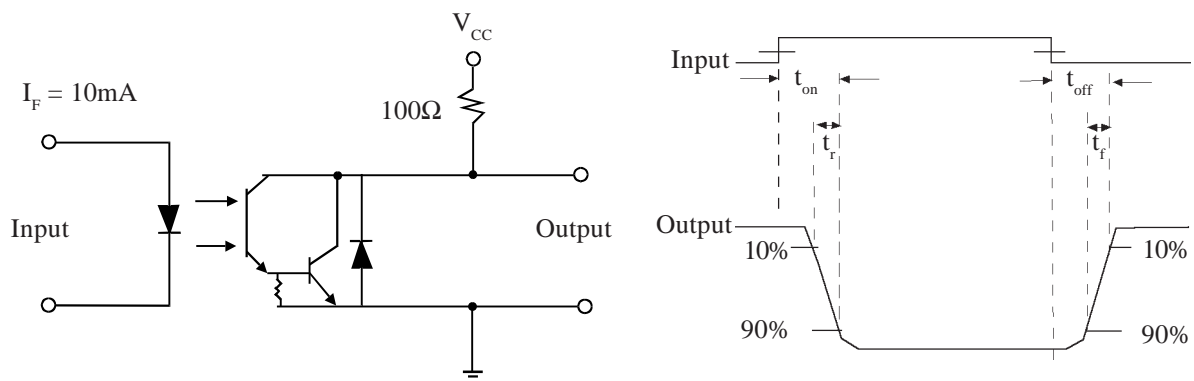 V_CC
I_F = 10mA
100Ω
Input
Output
Input
t_on
t_off
t_r
t_f
Output
10%
10%
90%
90%